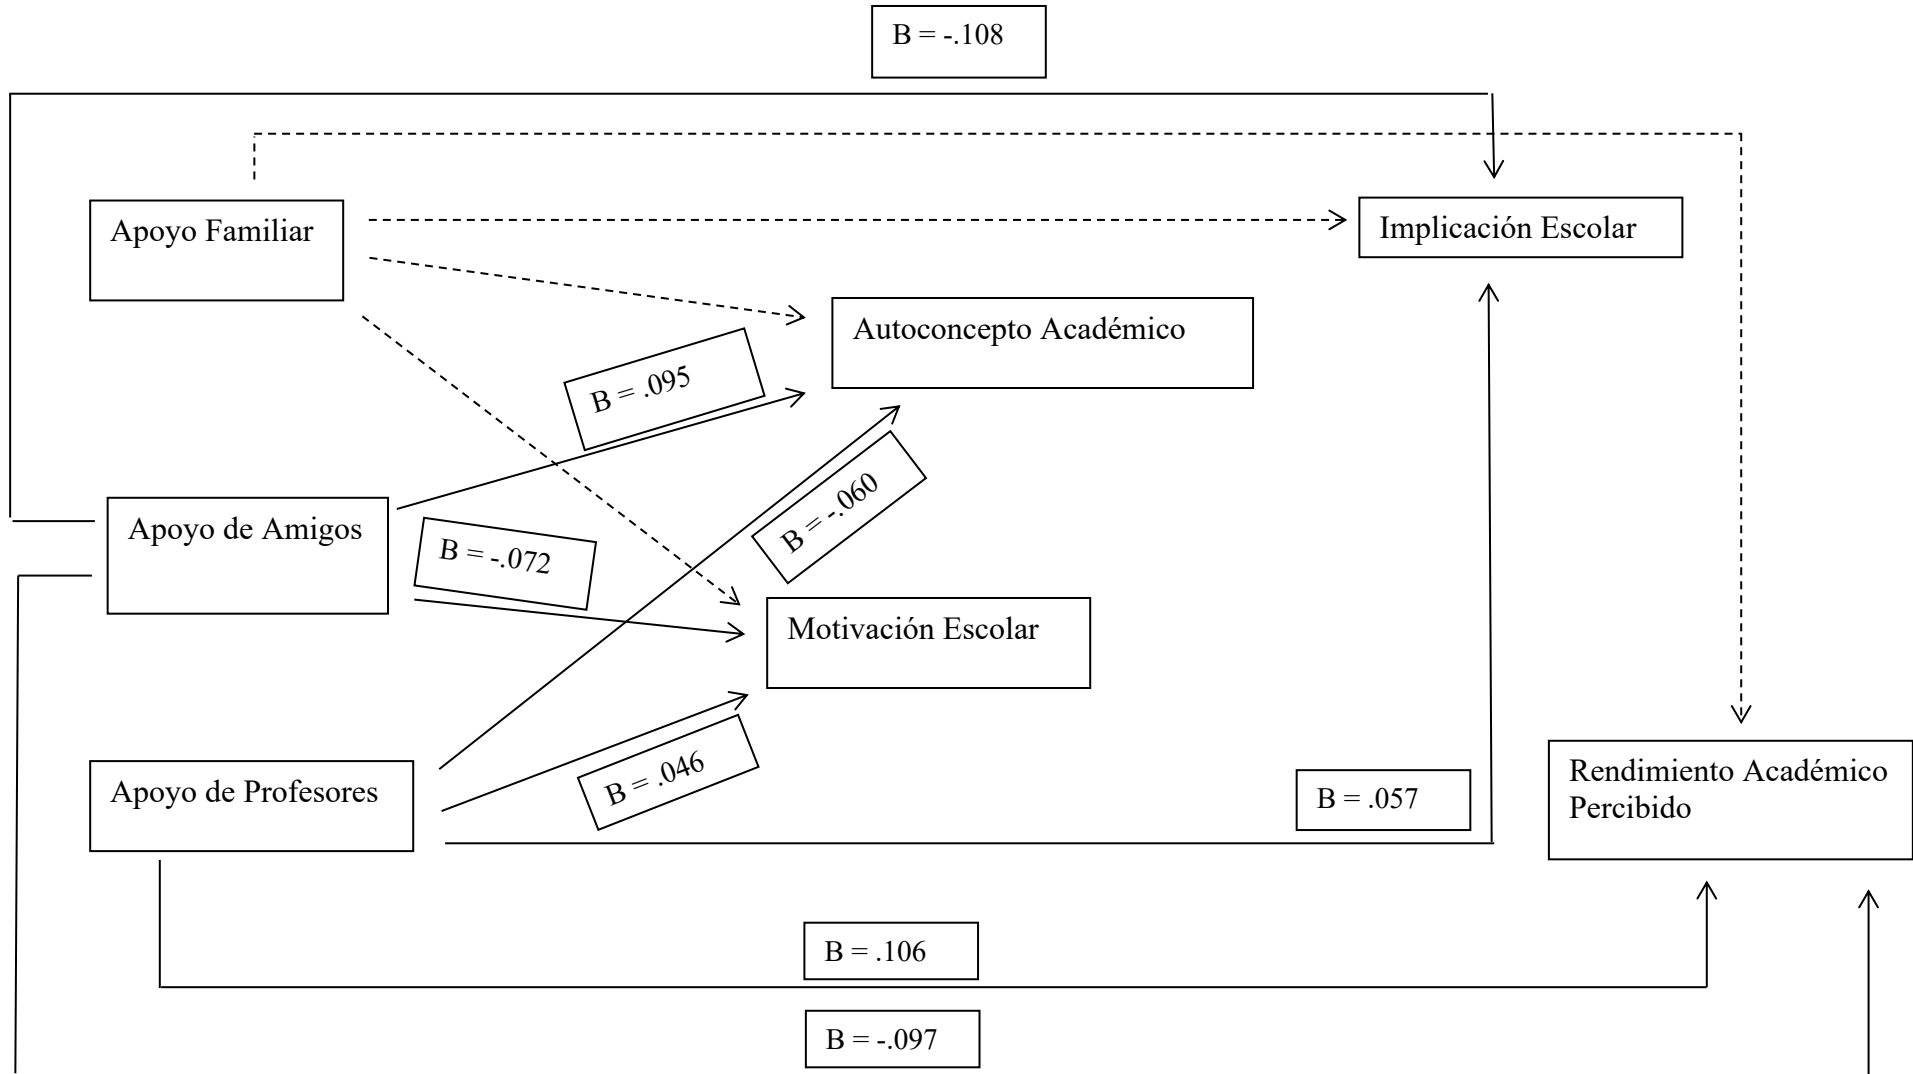 B = -.108
Apoyo Familiar
Implicación Escolar
Autoconcepto Académico
B = .095
B = -.060
Apoyo de Amigos
B = -.072
Motivación Escolar
Apoyo de Profesores
B = .046
B = .057
Rendimiento Académico
Percibido
B = .106
B = -.097